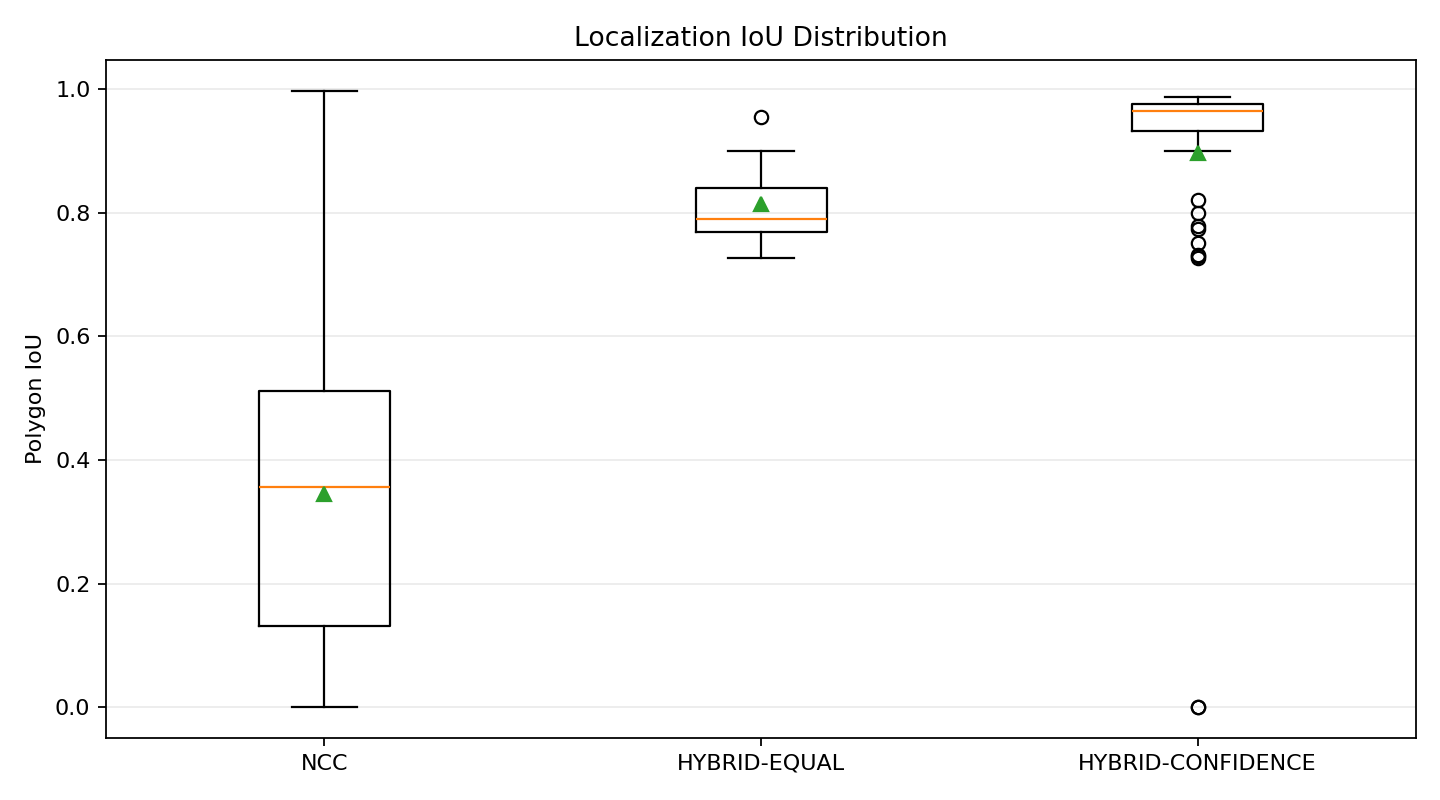 Localization IoU Distribution
Polygon IoU
1.0
0.8
0.6
0.4
0.2
0.0
NCC
HYBRID-EQUAL
HYBRID-CONFIDENCE